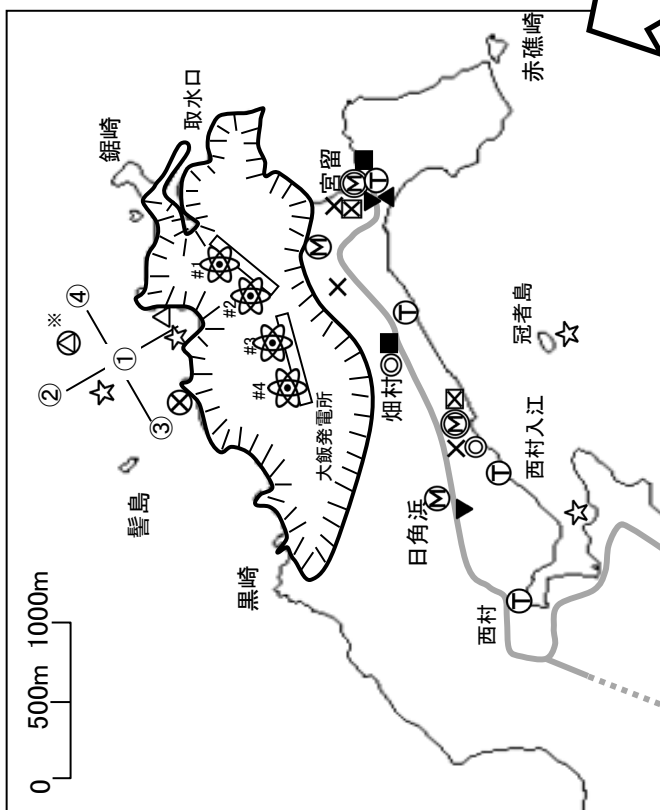 赤礁崎
取水口
鋸崎
宮留
Ⓜ
Ⓣ
Ⓜ
#1
#2
④
※
①
②
③
#3
#4
大飯発電所
Ⓣ
冠者島
畑村
Ⓜ
西村入江
Ⓣ
髻島
日角浜
Ⓜ
黒崎
西村
Ⓣ
0 500m 1000m